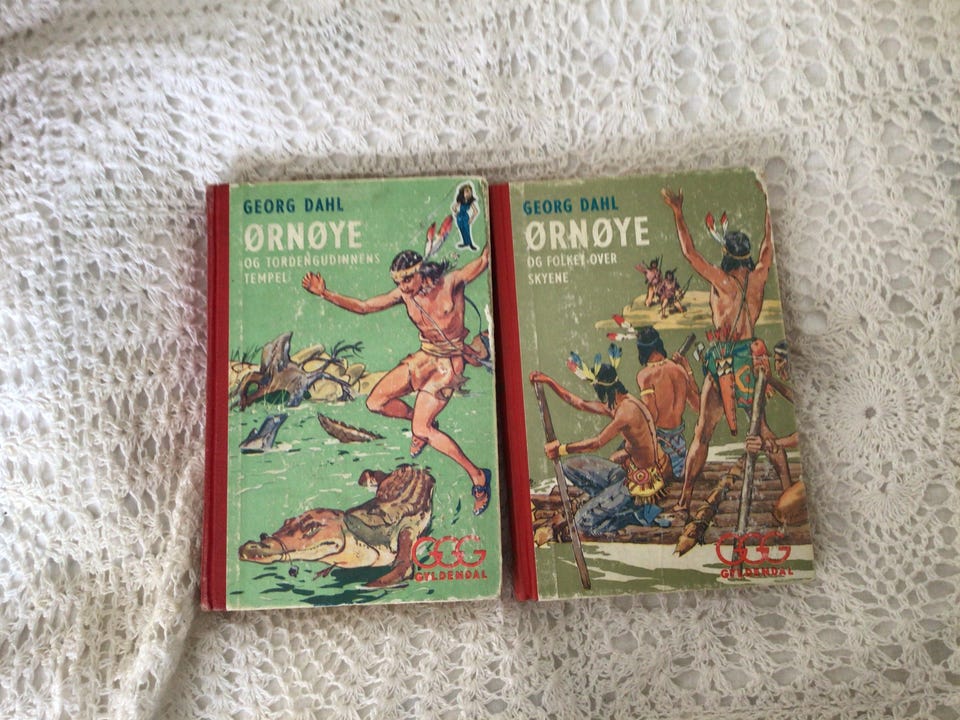 GEORG DAHL
ØRNØYE
OG TORDENGUDINNENS
TEMPEL
GGG
GYLDENDAL
GEORG DAHL
ØRNØYE
OG FOLKET OVER
SKYENE
GGG
GYLDENDAL